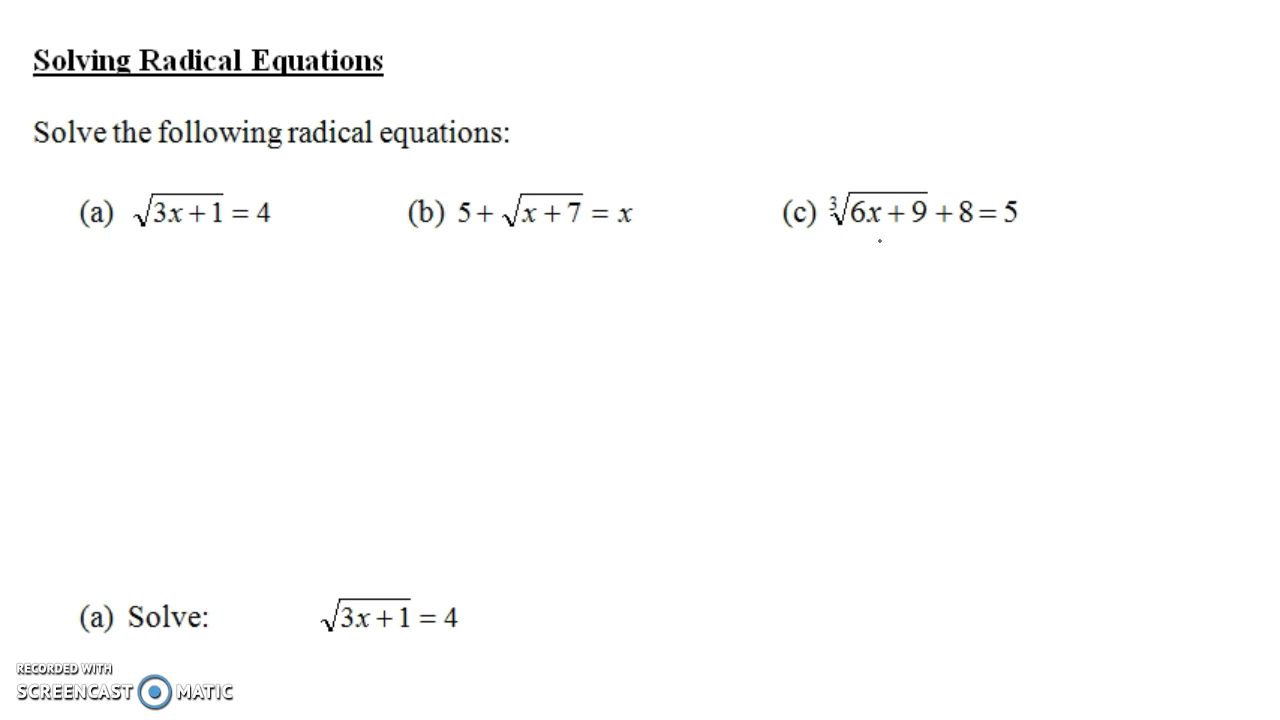 Solving Radical Equations
Solve the following radical equations:
(a) √3x + 1 = 4 (b) 5 + √x + 7 = x (c) ∛6x + 9 + 8 = 5
(a) Solve: √3x + 1 = 4
RECORDED WITH
SCREENCAST MATIC